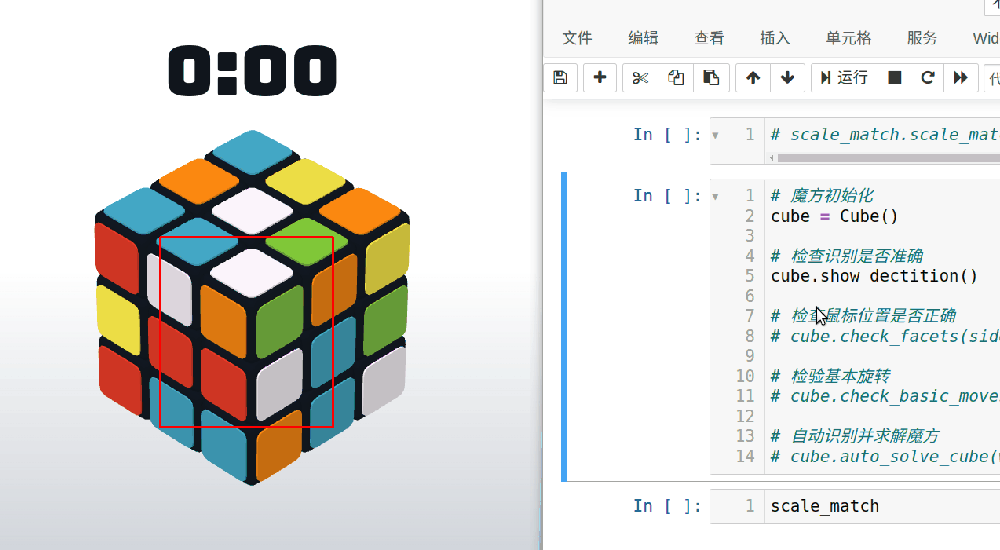 0:00
文件 编辑 查看 插入 单元格 服务 Wid
运行
In [ ]: 1 # scale_match.scale_mat
In [ ]: 1 # 魔方初始化
2 cube = Cube()
3
4 # 检查识别是否准确
5 cube.show dectition()
6
7 # 检查鼠标位置是否正确
8 # cube.check_facets(sid
9
10 # 检验基本旋转
11 # cube.check_basic_move
12
13 # 自动识别并求解魔方
14 # cube.auto_solve_cube(
In [ ]: 1 scale_match